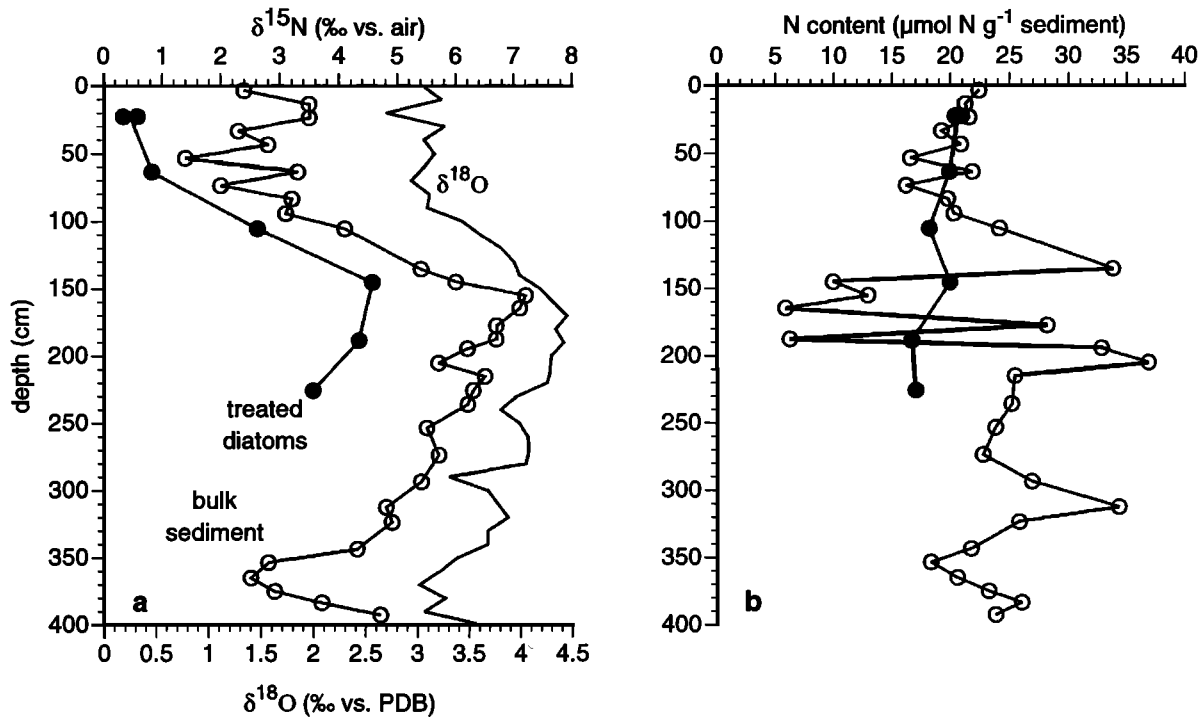 δ15N (‰ vs. air)
0 1 2 3 4 5 6 7 8
0
50
100
150
200
250
300
350
400
depth (cm)
δ18O
treated
diatoms
bulk
sediment
a
0 0.5 1 1.5 2 2.5 3 3.5 4 4.5
δ18O (‰ vs. PDB)
N content (μmol N g-1 sediment)
0 5 10 15 20 25 30 35 40
0
50
100
150
200
250
300
350
400
b